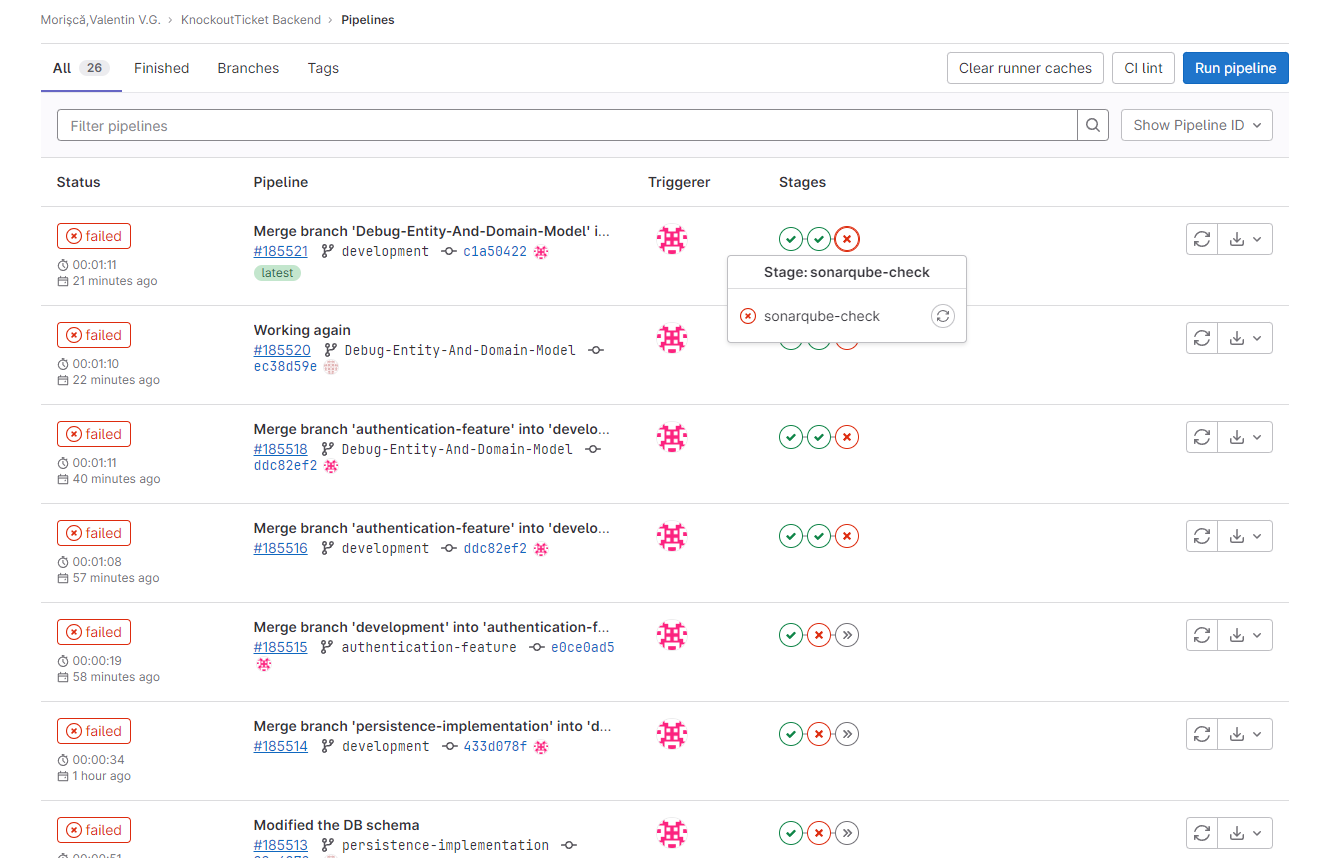 Morișcă,Valentin V.G. › KnockoutTicket Backend › Pipelines
All 26 Finished Branches Tags Clear runner caches CI lint Run pipeline
Filter pipelines Show Pipeline ID
Status Pipeline Triggerer Stages
failed
00:01:11
21 minutes ago
Merge branch 'Debug-Entity-And-Domain-Model' i...
#185521 development c1a50422
latest
Stage: sonarqube-check
sonarqube-check
failed
00:01:10
22 minutes ago
Working again
#185520 Debug-Entity-And-Domain-Model
ec38d59e
failed
00:01:11
40 minutes ago
Merge branch 'authentication-feature' into 'develo...
#185518 Debug-Entity-And-Domain-Model
ddc82ef2
failed
00:01:08
57 minutes ago
Merge branch 'authentication-feature' into 'develo...
#185516 development ddc82ef2
failed
00:00:19
58 minutes ago
Merge branch 'development' into 'authentication-f...
#185515 authentication-feature e0ce0ad5
failed
00:00:34
1 hour ago
Merge branch 'persistence-implementation' into 'd...
#185514 development 433d078f
failed
Modified the DB schema
#185513 persistence-implementation